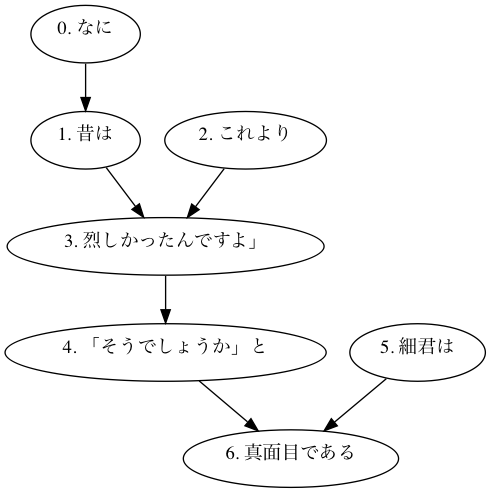 0. なに
1. 昔は
2. これより
3. 烈しかったんですよ」
4. 「そうでしょうか」と
5. 細君は
6. 真面目である